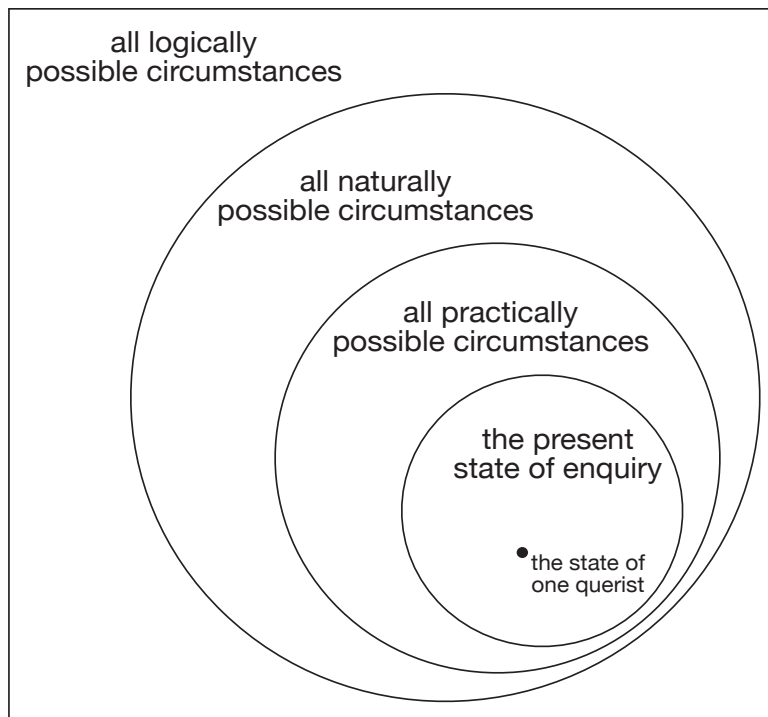 all logically
possible circumstances
all naturally
possible circumstances
all practically
possible circumstances
the present
state of enquiry
the state of
one querist